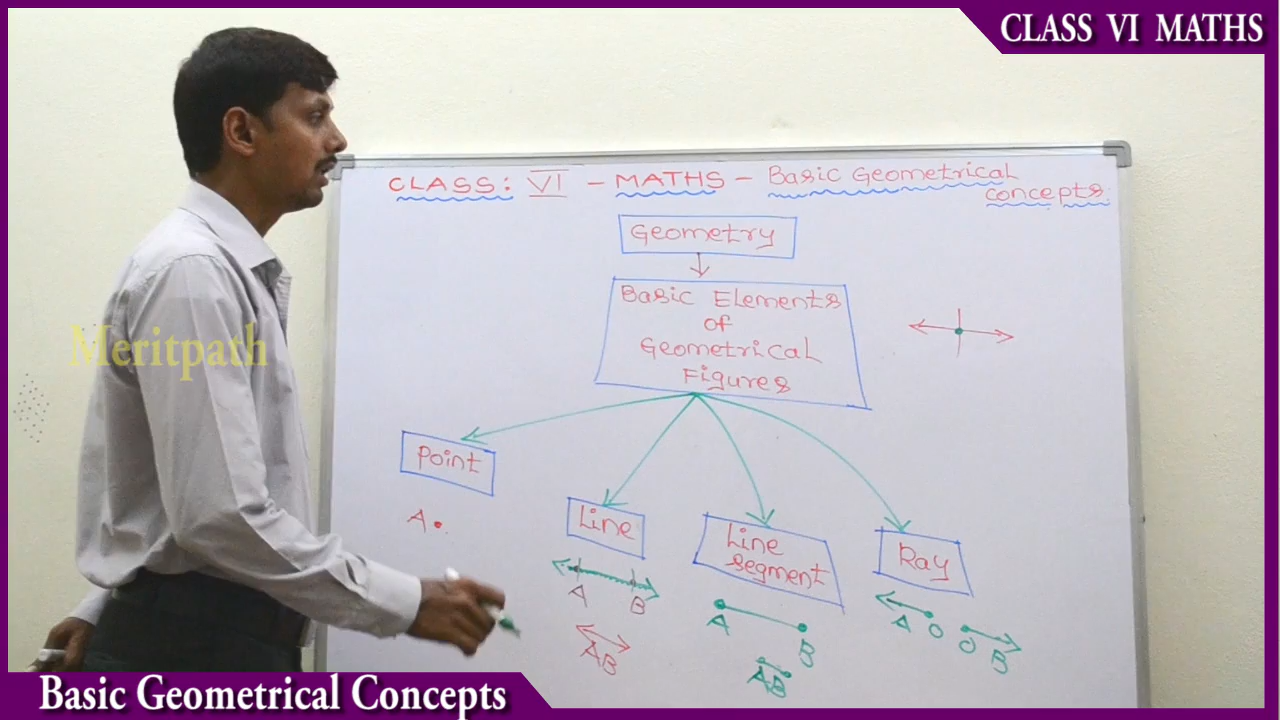 CLASS VI MATHS
CLASS: VI - MATHS - Basic Geometrical
concepts
Geometry
Basic Elements
of
Geometrical
Figures
Meritpath
Point
A
Line
A B
AB
Line
segment
A B
AB
Ray
A O
O B
Basic Geometrical Concepts